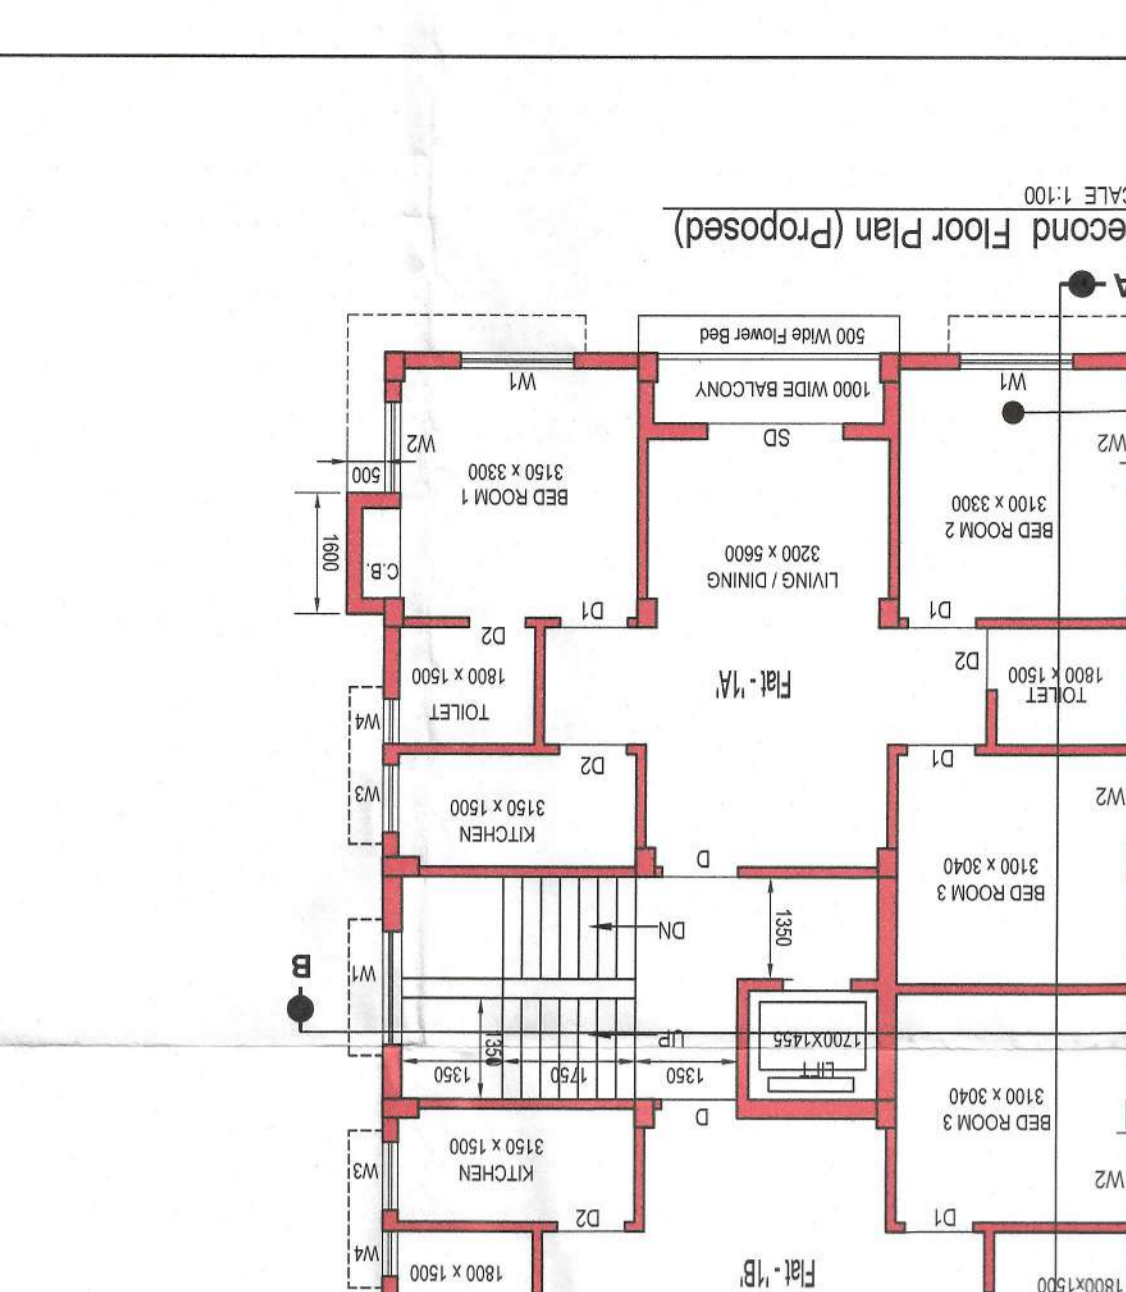 1800x1500
Flat - '1B'
1800 x 1500
W4
D1
D2
W2
BED ROOM 3
3100 x 3040
KITCHEN
3150 x 1500
W3
D
LIFT
1700X1455
1350
1750
1350
1350
UP
B
W1
DN
1350
BED ROOM 3
3100 x 3040
D
KITCHEN
3150 x 1500
W3
W2
D1
D2
TOILET
1800 x 1500
Flat - '1A'
TOILET
1800 x 1500
W4
D2
D1
D1
D2
LIVING / DINING
3200 x 5600
C.B.
1600
BED ROOM 2
3100 x 3300
BED ROOM 1
3150 x 3300
500
W2
SD
W2
W1
1000 WIDE BALCONY
W1
500 Wide Flower Bed
A
econd Floor Plan (Proposed)
CALE 1:100